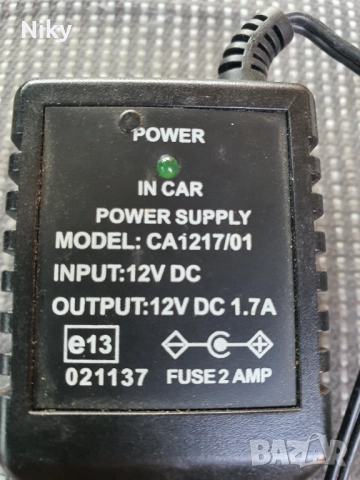 Niky
POWER
IN CAR
POWER SUPPLY
MODEL: CA1217/01
INPUT:12V DC
OUTPUT:12V DC 1.7A
e13
021137 FUSE 2 AMP
BAZAR